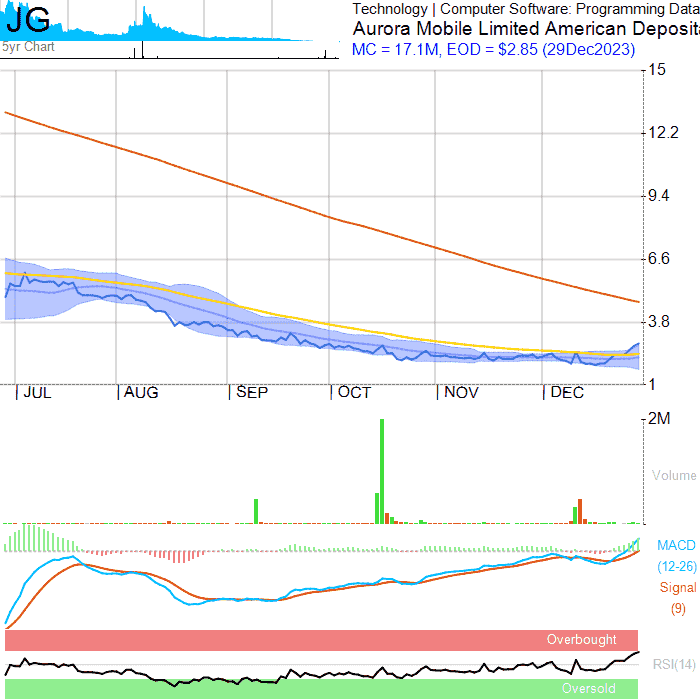 JG
5yr Chart
Technology | Computer Software: Programming Data
Aurora Mobile Limited American Deposit
MC = 17.1M, EOD = $2.85 (29Dec2023)
15
12.2
9.4
6.6
3.8
1
JUL AUG SEP OCT NOV DEC
2M
Volume
MACD
(12-26)
Signal
(9)
Overbought
RSI(14)
Oversold